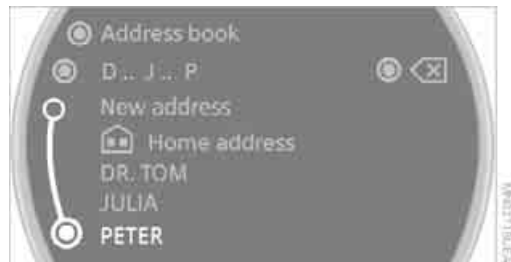 Address book
D .. J .. P
New address
Home address
DR. TOM
JULIA
PETER